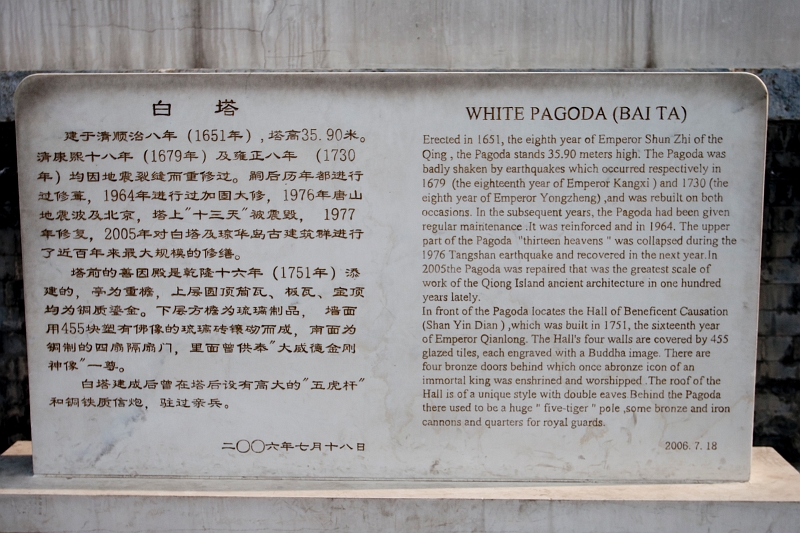 白 塔
建于清顺治八年（1651年）,塔高35.90米。
清康熙十八年（1679年）及雍正八年 （1730
年）均因地震裂缝而重修过。嗣后历年都进行
过修葺，1964年进行过加固大修，1976年唐山
地震波及北京，塔上"十三天"被震毁， 1977
年修复，2005年对白塔及琼华岛古建筑群进行
了近百年来最大规模的修缮。
塔前的善因殿是乾隆十六年（1751年）添
建的，亭为重檐，上层圆顶筒瓦、板瓦、宝顶
均为铜质鎏金。下层方檐为琉璃制品， 墙面
用455块塑有佛像的琉璃砖镶砌而成，南面为
铜制的四扇隔扇门，里面曾供奉"大威德金刚
神像"一尊。
白塔建成后曾在塔后设有高大的"五虎杆"
和铜铁质信炮，驻过亲兵。
二〇〇六年七月十八日
WHITE PAGODA (BAI TA)
Erected in 1651, the eighth year of Emperor Shun Zhi of the
Qing , the Pagoda stands 35.90 meters high. The Pagoda was
badly shaken by earthquakes which occurred respectively in
1679 (the eighteenth year of Emperor Kangxi ) and 1730 (the
eighth year of Emperor Yongzheng) ,and was rebuilt on both
occasions. In the subsequent years, the Pagoda had been given
regular maintenance .It was reinforced and in 1964. The upper
part of the Pagoda "thirteen heavens " was collapsed during the
1976 Tangshan earthquake and recovered in the next year.In
2005the Pagoda was repaired that was the greatest scale of
work of the Qiong Island ancient architecture in one hundred
years lately.
In front of the Pagoda locates the Hall of Beneficent Causation
(Shan Yin Dian ) ,which was built in 1751, the sixteenth year
of Emperor Qianlong. The Hall's four walls are covered by 455
glazed tiles, each engraved with a Buddha image. There are
four bronze doors behind which once abronze icon of an
immortal king was enshrined and worshipped .The roof of the
Hall is of a unique style with double eaves.Behind the Pagoda
there used to be a huge " five-tiger " pole ,some bronze and iron
cannons and quarters for royal guards.
2006. 7. 18